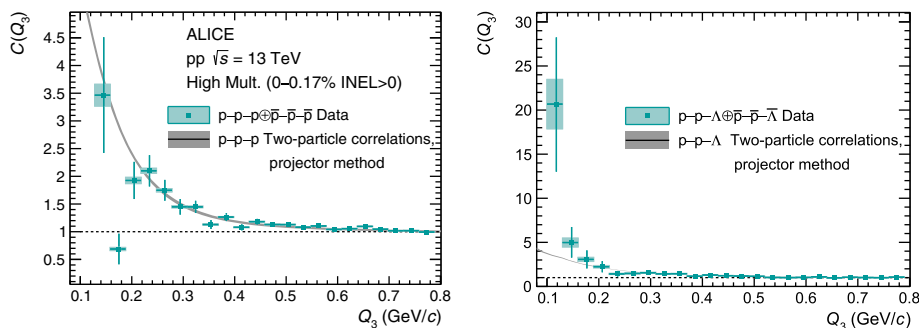 C(Q₃)
4.5
4
3.5
3
2.5
2
1.5
1
0.5
ALICE
pp √s = 13 TeV
High Mult. (0–0.17% INEL>0)
p–p–p⊕p̅–p̅–p̅ Data
p–p–p Two-particle correlations,
projector method
0.1 0.2 0.3 0.4 0.5 0.6 0.7 0.8
Q₃ (GeV/c)
C(Q₃)
30
25
20
15
10
5
0
p–p–Λ⊕p̅–p̅–Λ̅ Data
p–p–Λ Two-particle correlations,
projector method
0.1 0.2 0.3 0.4 0.5 0.6 0.7 0.8
Q₃ (GeV/c)